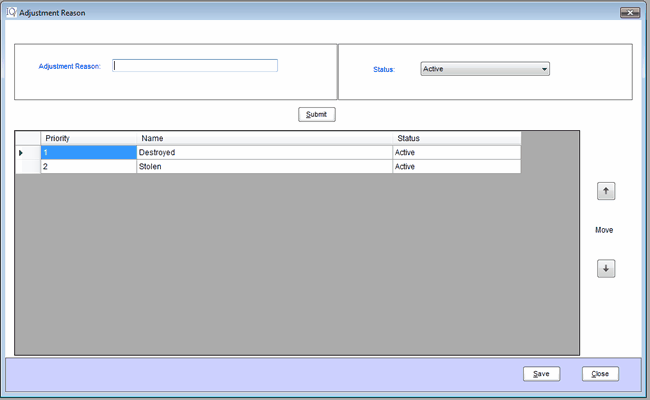 Adjustment Reason
Adjustment Reason:
Status: Active
Submit
Priority Name Status
1 Destroyed Active
2 Stolen Active
Move
Save Close